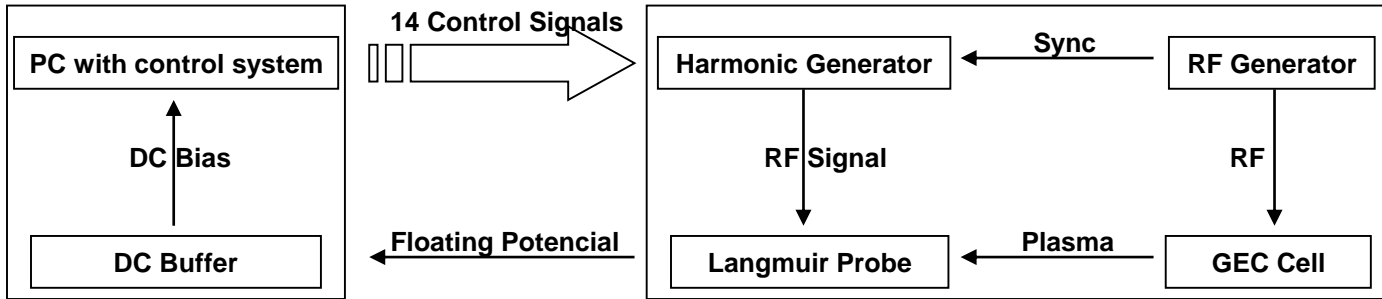 14 Control Signals
PC with control system
Harmonic Generator
Sync
RF Generator
DC Bias
RF Signal
RF
Floating Potencial
Plasma
DC Buffer
Langmuir Probe
GEC Cell